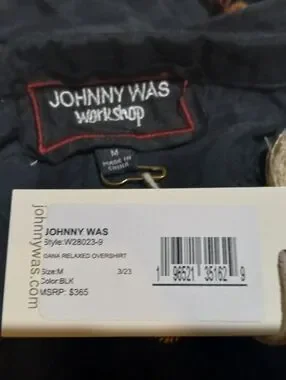 JOHNNY WAS
workshop
M
MADE IN
CHINA
johnnywas.com
JOHNNY WAS
Style:W28023-9
GANA RELAXED OVERSHIRT
Size:M 3/23
Color:BLK
MSRP: $365
1 96521 35162 9